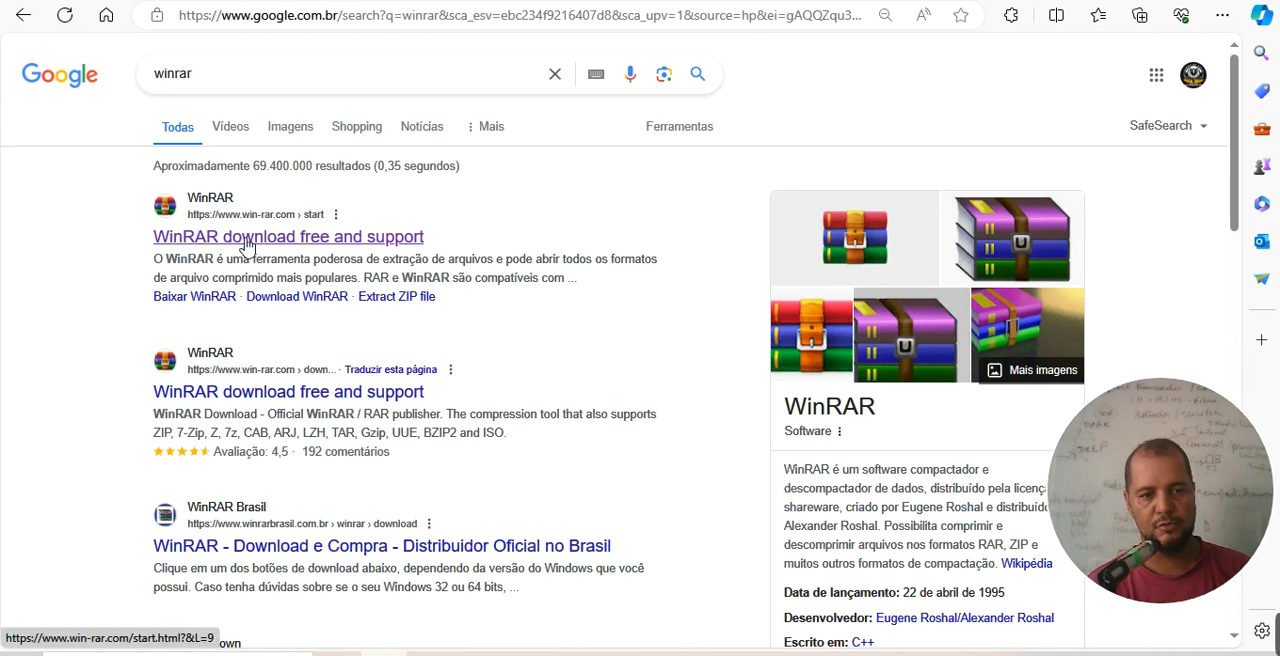 https://www.google.com.br/search?q=winrar&sca_esv=ebc234f9216407d8&sca_upv=1&source=hp&ei=gAQQZqu3...
Google
winrar
Todas
Vídeos
Imagens
Shopping
Notícias
Mais
Ferramentas
SafeSearch
Aproximadamente 69.400.000 resultados (0,35 segundos)
WinRAR
https://www.win-rar.com › start
WinRAR download free and support
O WinRAR é uma ferramenta poderosa de extração de arquivos e pode abrir todos os formatos
de arquivo comprimido mais populares. RAR e WinRAR são compatíveis com ...
Baixar WinRAR · Download WinRAR · Extract ZIP file
WinRAR
https://www.win-rar.com › down... · Traduzir esta página
WinRAR download free and support
WinRAR Download - Official WinRAR / RAR publisher. The compression tool that also supports
ZIP, 7-Zip, Z, 7z, CAB, ARJ, LZH, TAR, Gzip, UUE, BZIP2 and ISO.
Avaliação: 4,5 · 192 comentários
WinRAR Brasil
https://www.winrarbrasil.com.br › winrar › download
WinRAR - Download e Compra - Distribuidor Oficial no Brasil
Clique em um dos botões de download abaixo, dependendo da versão do Windows que você
possui. Caso tenha dúvidas sobre se o seu Windows 32 ou 64 bits, ...
https://www.win-rar.com/start.html?&L=9
own
Mais imagens
WinRAR
Software
WinRAR é um software compactador e
descompactador de dados, distribuído pela licenç
shareware, criado por Eugene Roshal e distribuíd
Alexander Roshal. Possibilita comprimir e
descomprimir arquivos nos formatos RAR, ZIP e
muitos outros formatos de compactação. Wikipédia
Data de lançamento: 22 de abril de 1995
Desenvolvedor: Eugene Roshal/Alexander Roshal
Escrito em: C++